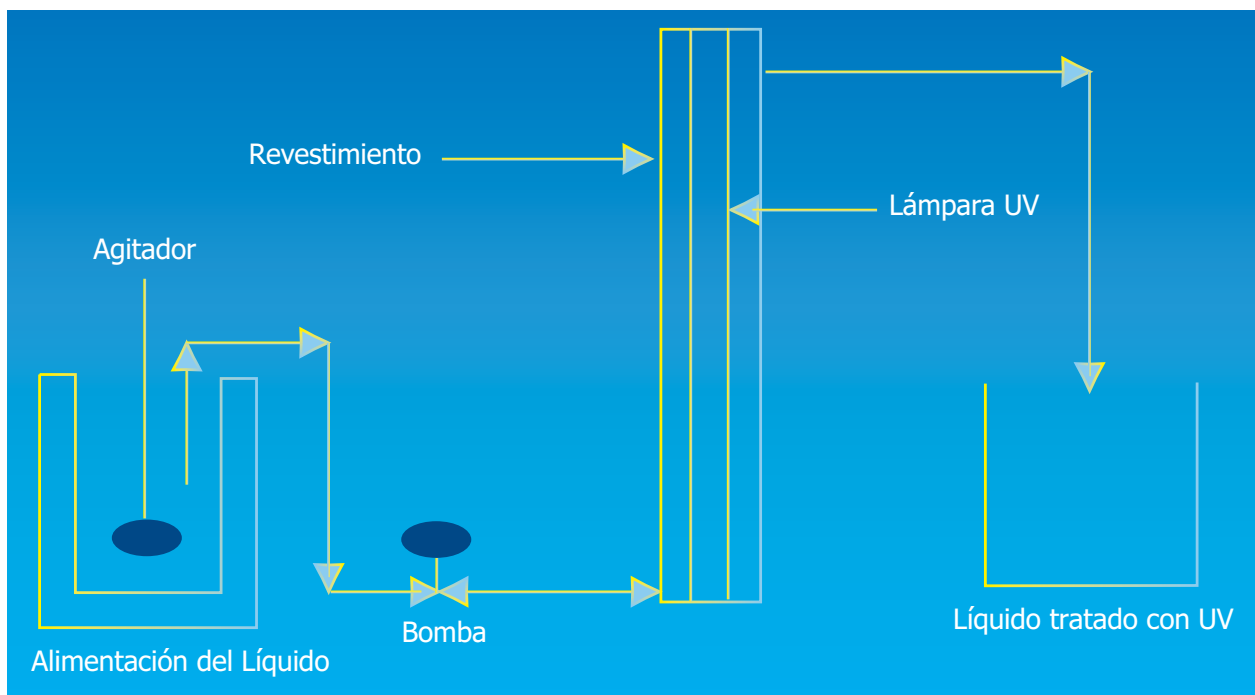 Revestimiento
Lámpara UV
Agitador
Bomba
Líquido tratado con UV
Alimentación del Líquido